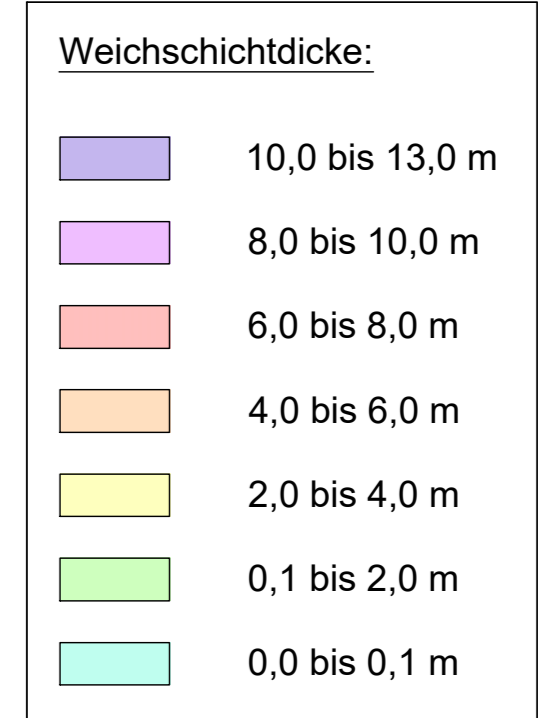 Weichschichtdicke:
10,0 bis 13,0 m
8,0 bis 10,0 m
6,0 bis 8,0 m
4,0 bis 6,0 m
2,0 bis 4,0 m
0,1 bis 2,0 m
0,0 bis 0,1 m